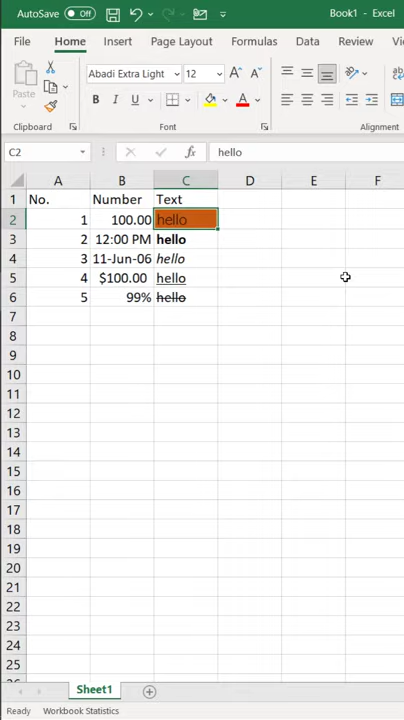 AutoSave Off Book1 - Excel
File Home Insert Page Layout Formulas Data Review
Paste Abadi Extra Light 12 A A
B I U A
Clipboard Font Alignment
C2 fx hello
A B C D E F
1 No. Number Text
2 1 100.00 hello
3 2 12:00 PM hello
4 3 11-Jun-06 hello
5 4 $100.00 hello
6 5 99% hello
7
8
9
10
11
12
13
14
15
16
17
18
19
20
21
22
23
24
25
Sheet1
Ready Workbook Statistics